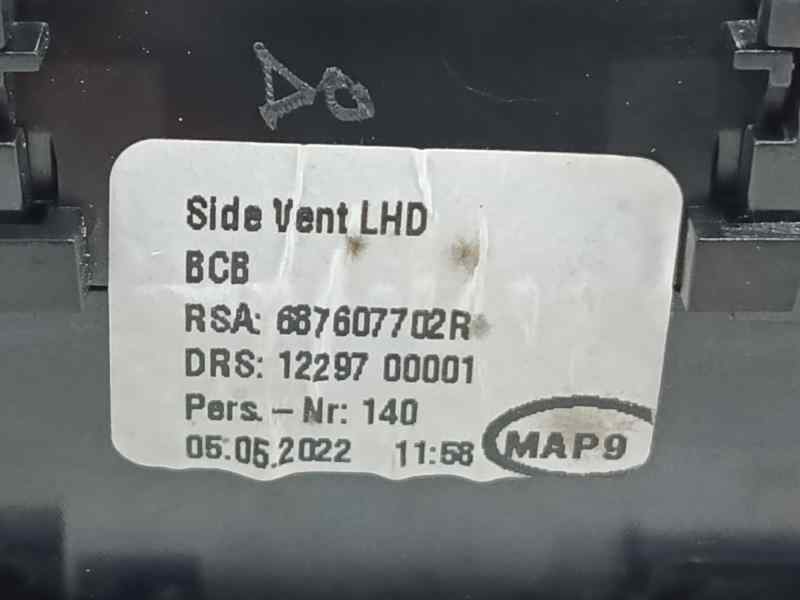 Side Vent LHD
BCB
RSA: 687607702R
DRS: 12297 00001
Pers.-Nr: 140
05.05.2022 11:58 MAP9